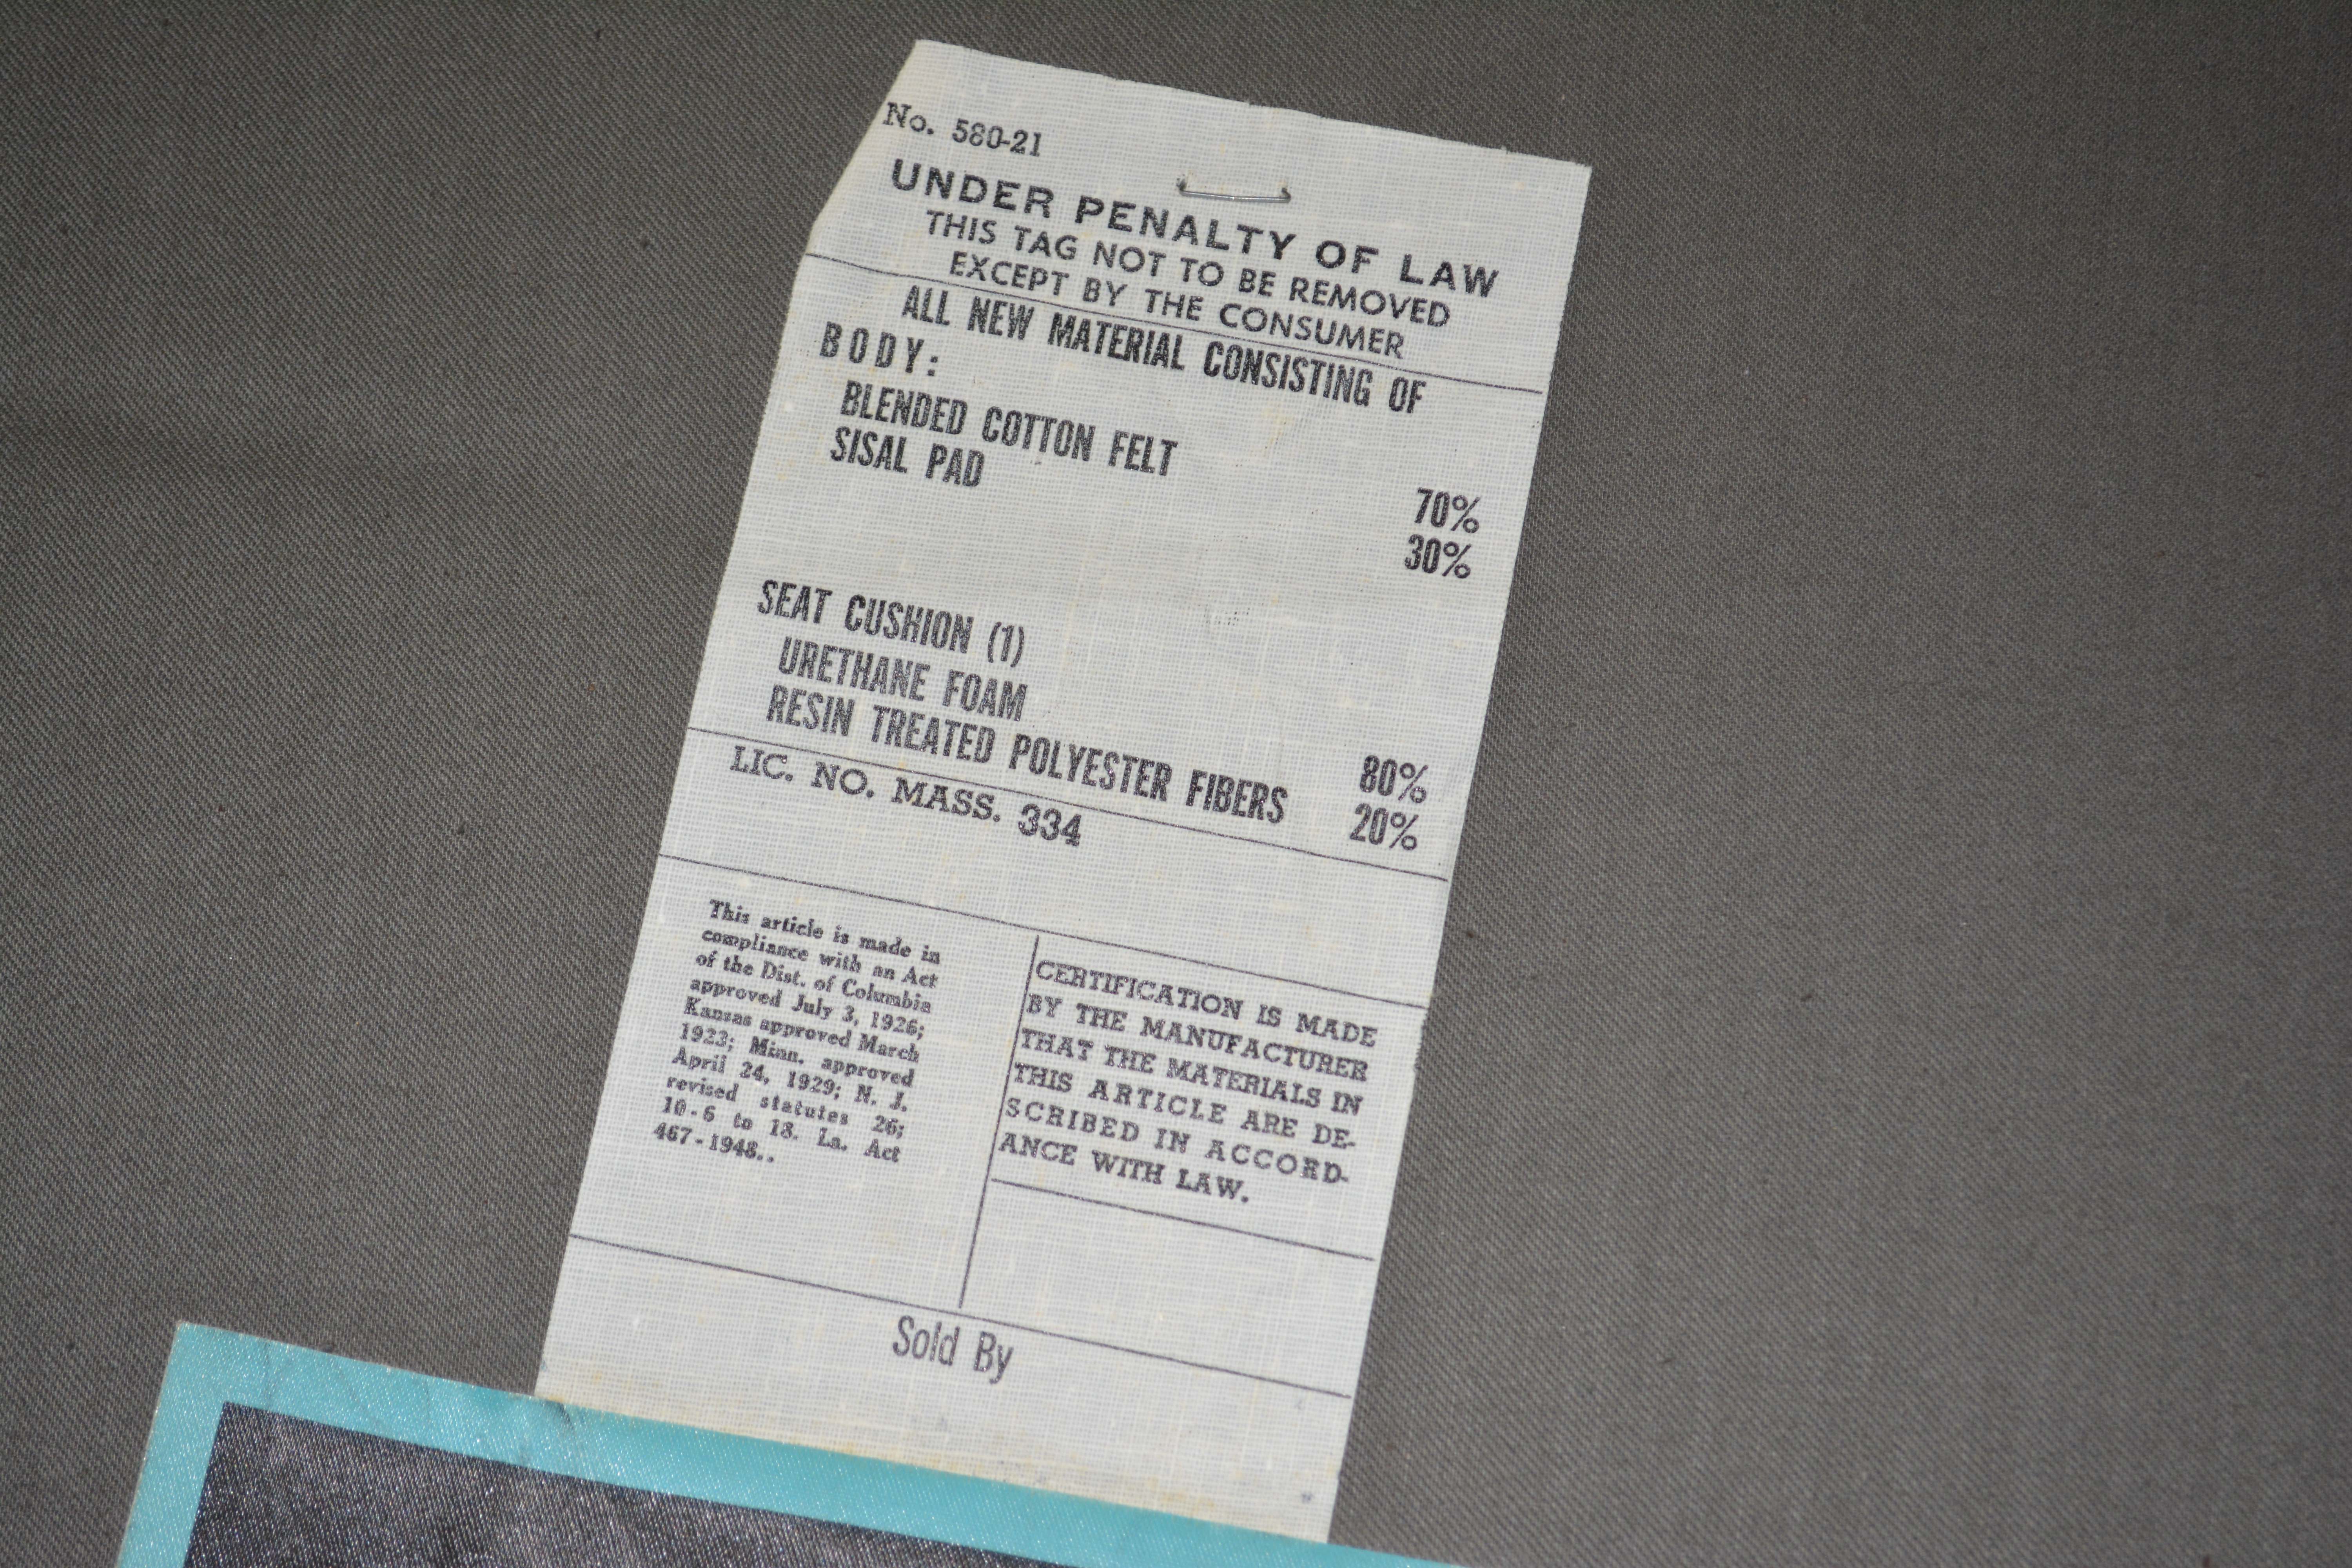 No. 580-21
UNDER PENALTY OF LAW
THIS TAG NOT TO BE REMOVED
EXCEPT BY THE CONSUMER
ALL NEW MATERIAL CONSISTING OF
BODY:
BLENDED COTTON FELT 70%
SISAL PAD 30%
SEAT CUSHION (1)
URETHANE FOAM 80%
RESIN TREATED POLYESTER FIBERS 20%
LIC. NO. MASS. 334
This article is made in
compliance with an Act
of the Dist. of Columbia
approved July 3, 1926;
Kansas approved March
1923; Minn. approved
April 24, 1929; N. J.
revised statutes 26;
10-6 to 18. La. Act
467-1948..
CERTIFICATION IS MADE
BY THE MANUFACTURER
THAT THE MATERIALS IN
THIS ARTICLE ARE DE-
SCRIBED IN ACCORD-
ANCE WITH LAW.
Sold By